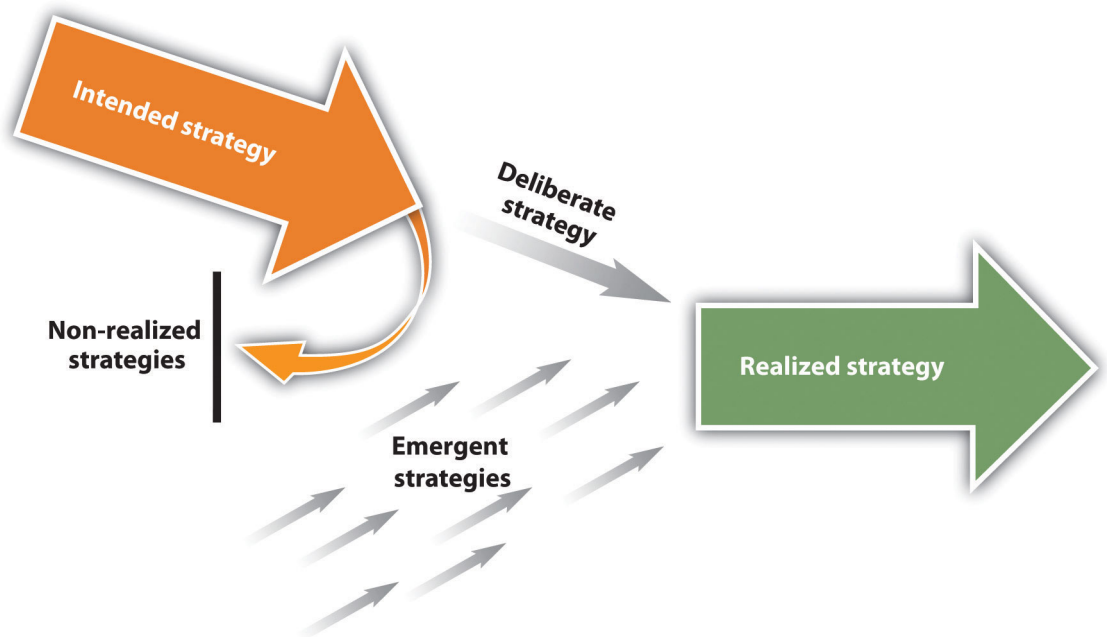 Intended strategy
Deliberate
strategy
Non-realized
strategies
Realized strategy
Emergent
strategies